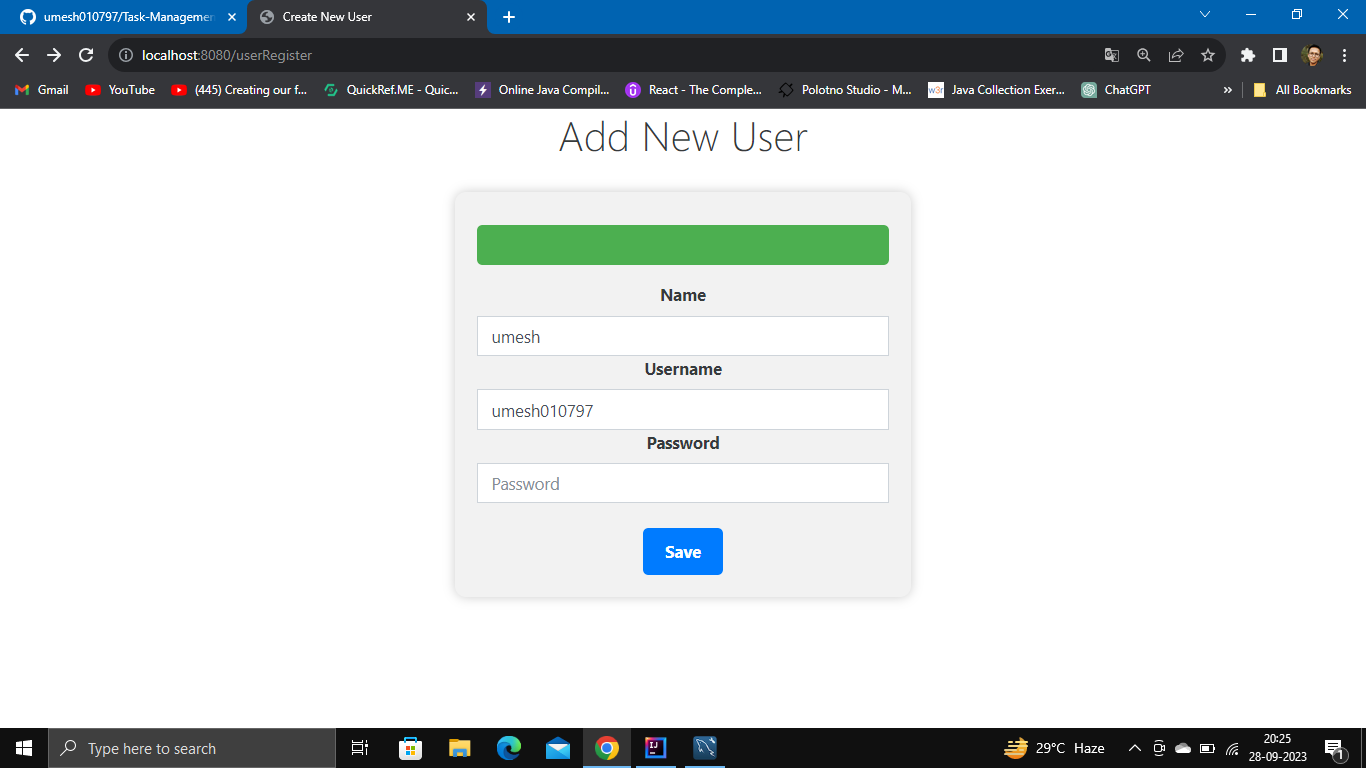 umesh010797/Task-Managemen
Create New User
localhost:8080/userRegister
Gmail
YouTube
(445) Creating our f...
QuickRef.ME - Quic...
Online Java Compil...
React - The Comple...
Polotno Studio - M...
w3r
Java Collection Exer...
ChatGPT
»
All Bookmarks
Add New User
Name
umesh
Username
umesh010797
Password
Password
Save
Type here to search
IJ
29°C Haze
20:25
28-09-2023
1